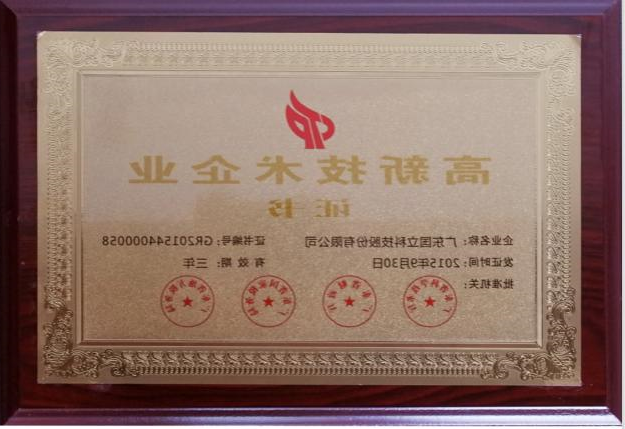 高新技术企业
证书
企业名称：广东国立科技股份有限公司 证书编号：GR201544000058
发证时间：2015年9月30日 有效期：三年
批准机关：